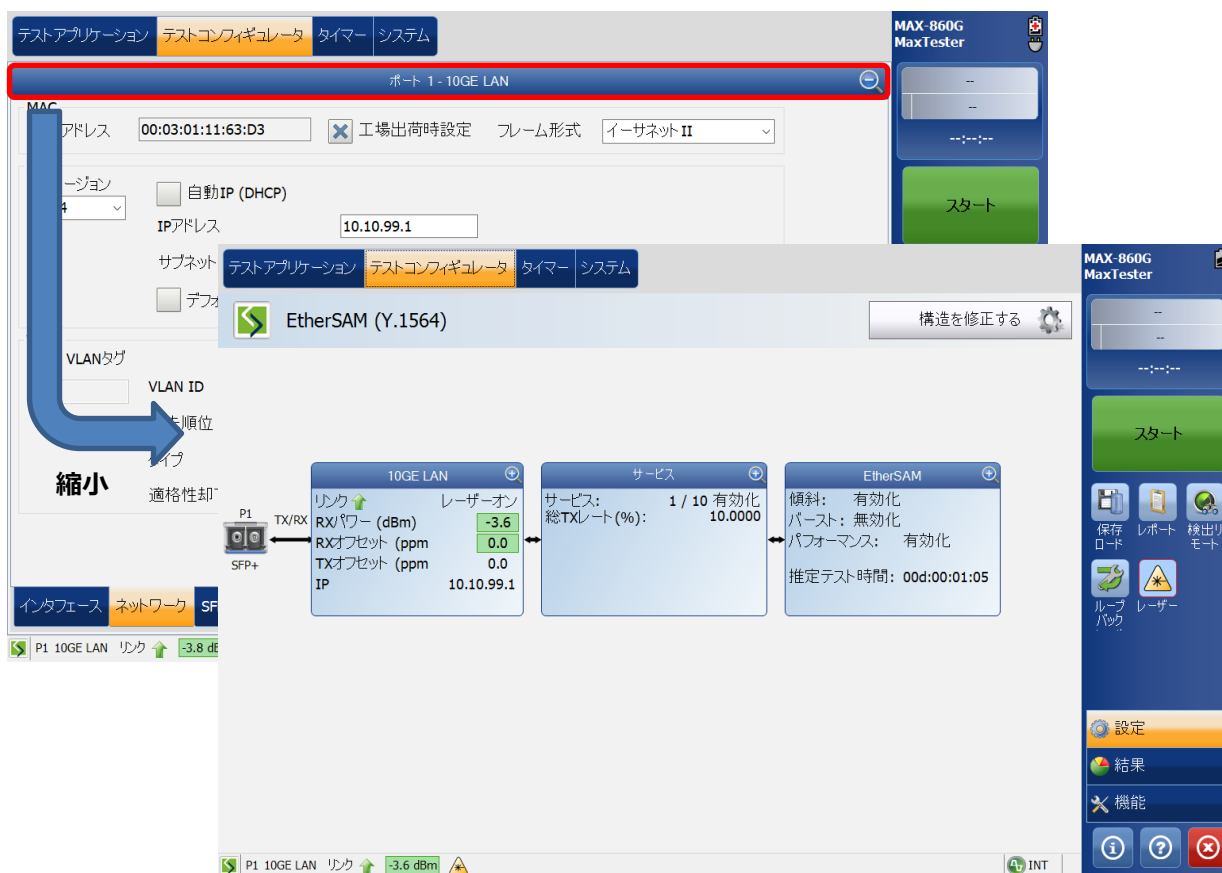 テストアプリケーション テストコンフィギュレータ タイマー システム
MAX-860G
MaxTester
ポート 1 - 10GE LAN
--
--
--:--:--
スタート
MAC
アドレス 00:03:01:11:63:D3 工場出荷時設定 フレーム形式 イーサネット II
ージョン
4
自動IP (DHCP)
IPアドレス 10.10.99.1
サブネット
デフォ
VLANタグ
VLAN ID
順位
タイプ
適格性却下
縮小
インタフェース ネットワーク SF
P1 10GE LAN リンク -3.8 dB
テストアプリケーション テストコンフィギュレータ タイマー システム
MAX-860G
MaxTester
EtherSAM (Y.1564) 構造を修正する
--
--
--:--:--
スタート
P1
SFP+
TX/RX
10GE LAN
リンク レーザーオン
RXパワー (dBm) -3.6
RXオフセット (ppm 0.0
TXオフセット (ppm 0.0
IP 10.10.99.1
サービス
サービス: 1 / 10 有効化
総TXレート(%): 10.0000
EtherSAM
傾斜: 有効化
バースト: 無効化
パフォーマンス: 有効化
推定テスト時間: 00d:00:01:05
保存
ロード
レポート
検出リ
モート
ループ
バック
レーザー
設定
結果
機能
P1 10GE LAN リンク -3.6 dBm
INT